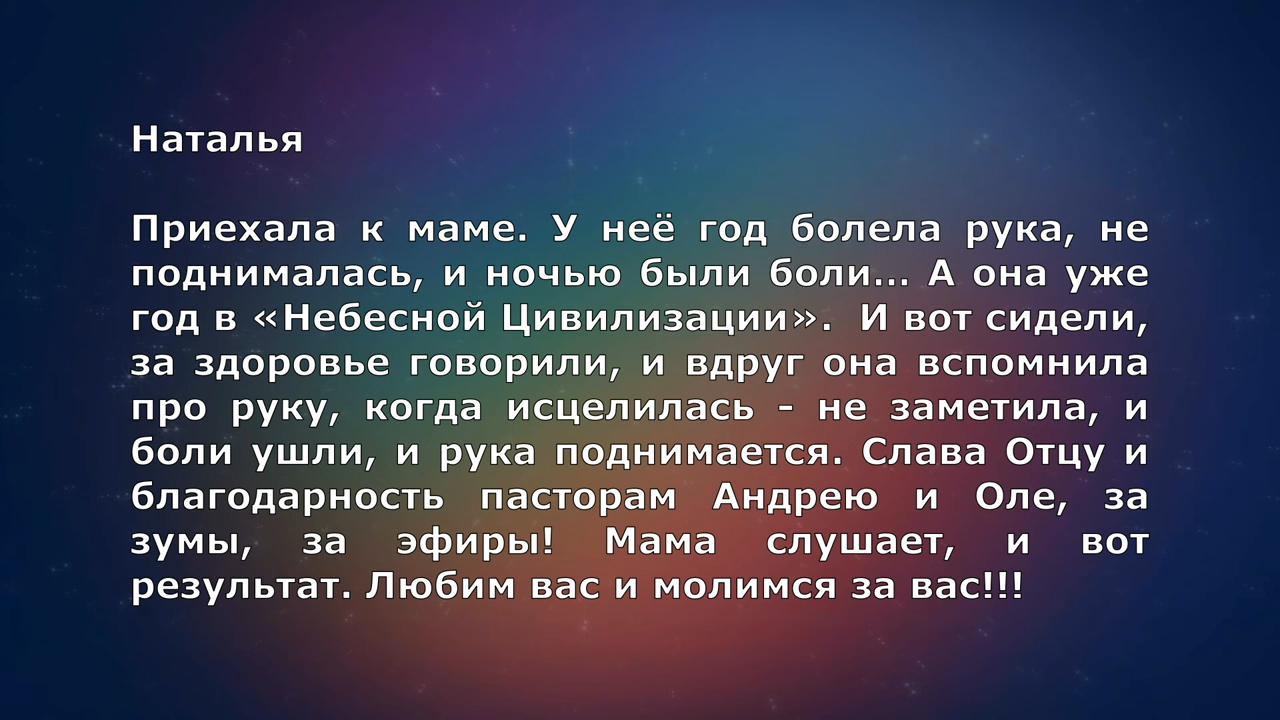 Наталья
Приехала к маме. У неё год болела рука, не
поднималась, и ночью были боли... А она уже
год в «Небесной Цивилизации».  И вот сидели,
за здоровье говорили, и вдруг она вспомнила
про руку, когда исцелилась - не заметила, и
боли ушли, и рука поднимается. Слава Отцу и
благодарность пасторам Андрею и Оле, за
зумы, за эфиры! Мама слушает, и вот
результат. Любим вас и молимся за вас!!!